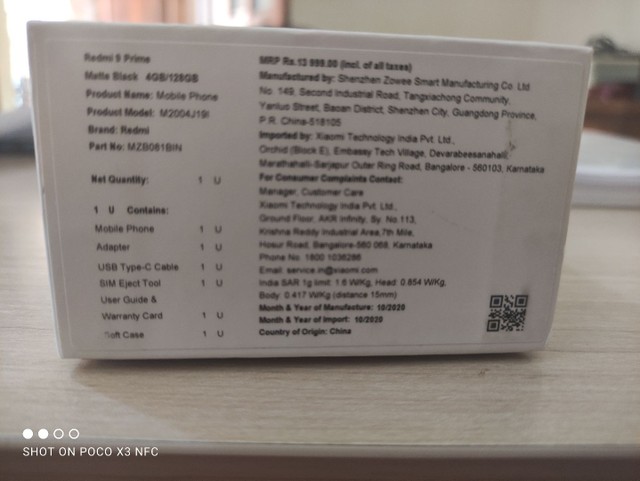 Redmi 9 Prime
Matte Black 4GB/128GB
Product Name: Mobile Phone
Product Model: M2004J19I
Brand: Redmi
Part No: MZB081BIN
Net Quantity: 1 U
1 U Contains:
Mobile Phone 1 U
Adapter 1 U
USB Type-C Cable 1 U
SIM Eject Tool 1 U
User Guide &
Warranty Card 1 U
Soft Case 1 U
MRP Rs.13 999.00 (incl. of all taxes)
Manufactured by: Shenzhen Zowee Smart Manufacturing Co. Ltd.
No. 149, Second Industrial Road, Tangxiachong Community,
Yanluo Street, Baoan District, Shenzhen City, Guangdong Province,
P.R. China-518105
Imported by: Xiaomi Technology India Pvt. Ltd.,
Orchid (Block E), Embassy Tech Village, Devarabeesanahalli,
Marathahalli-Sarjapur Outer Ring Road, Bangalore - 560103, Karnataka
For Consumer Complaints Contact:
Manager, Customer Care
Xiaomi Technology India Pvt. Ltd.,
Ground Floor, AKR Infinity, Sy. No.113,
Krishna Reddy Industrial Area,7th Mile,
Hosur Road, Bangalore-560 068, Karnataka
Phone No: 1800 1036286
Email: service.in@xiaomi.com
India SAR 1g limit: 1.6 W/Kg, Head: 0.854 W/Kg,
Body: 0.417 W/Kg (distance 15mm)
Month & Year of Manufacture: 10/2020
Month & Year of Import: 10/2020
Country of Origin: China
SHOT ON POCO X3 NFC